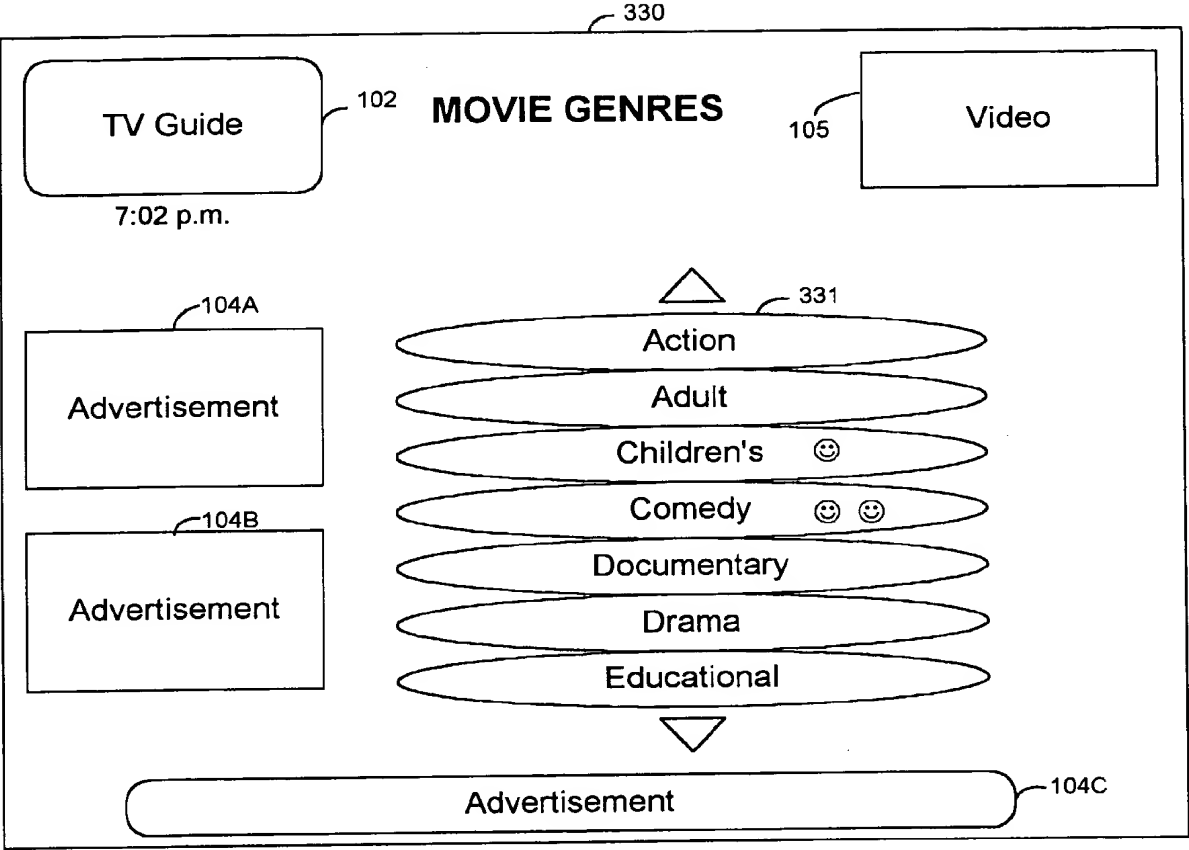 330
TV Guide
102
MOVIE GENRES
105
Video
7:02 p.m.
104A
Advertisement
104B
Advertisement
331
Action
Adult
Children's
Comedy
Documentary
Drama
Educational
Advertisement
104C